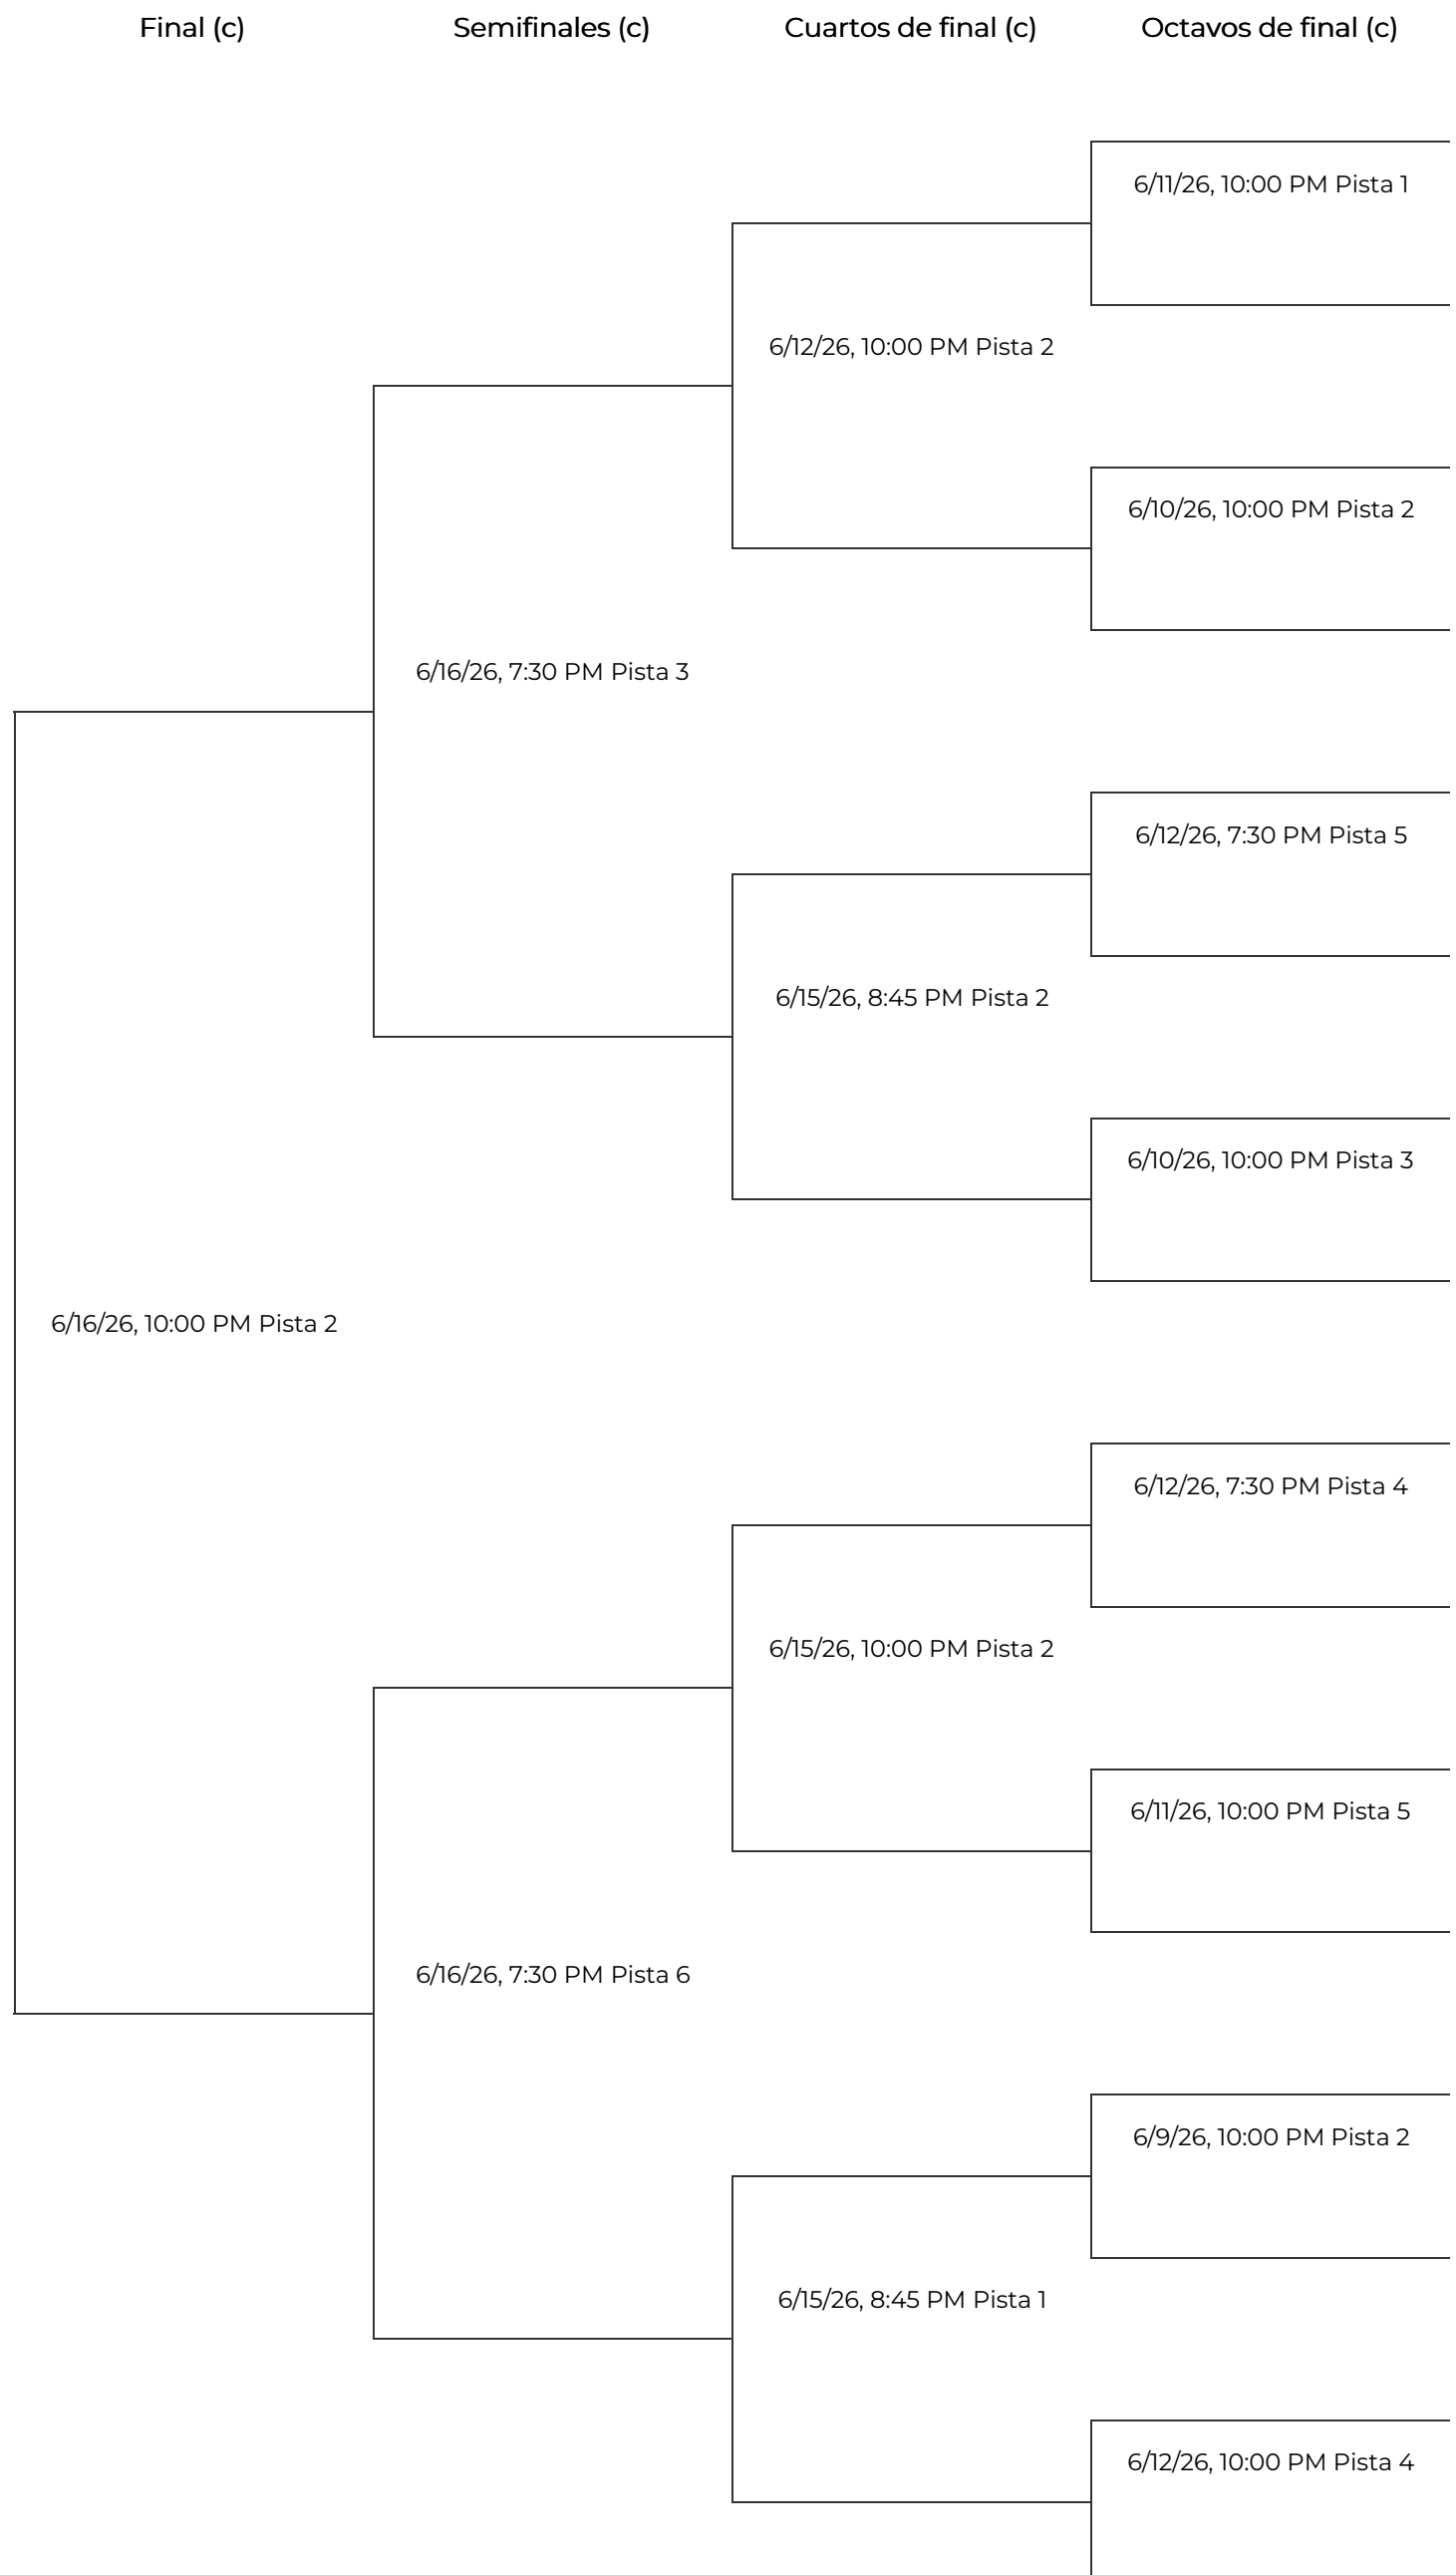 Final (c)
Semifinales (c)
Cuartos de final (c)
Octavos de final (c)
6/11/26, 10:00 PM Pista 1
6/12/26, 10:00 PM Pista 2
6/10/26, 10:00 PM Pista 2
6/16/26, 7:30 PM Pista 3
6/12/26, 7:30 PM Pista 5
6/15/26, 8:45 PM Pista 2
6/10/26, 10:00 PM Pista 3
6/16/26, 10:00 PM Pista 2
6/12/26, 7:30 PM Pista 4
6/15/26, 10:00 PM Pista 2
6/11/26, 10:00 PM Pista 5
6/16/26, 7:30 PM Pista 6
6/9/26, 10:00 PM Pista 2
6/15/26, 8:45 PM Pista 1
6/12/26, 10:00 PM Pista 4